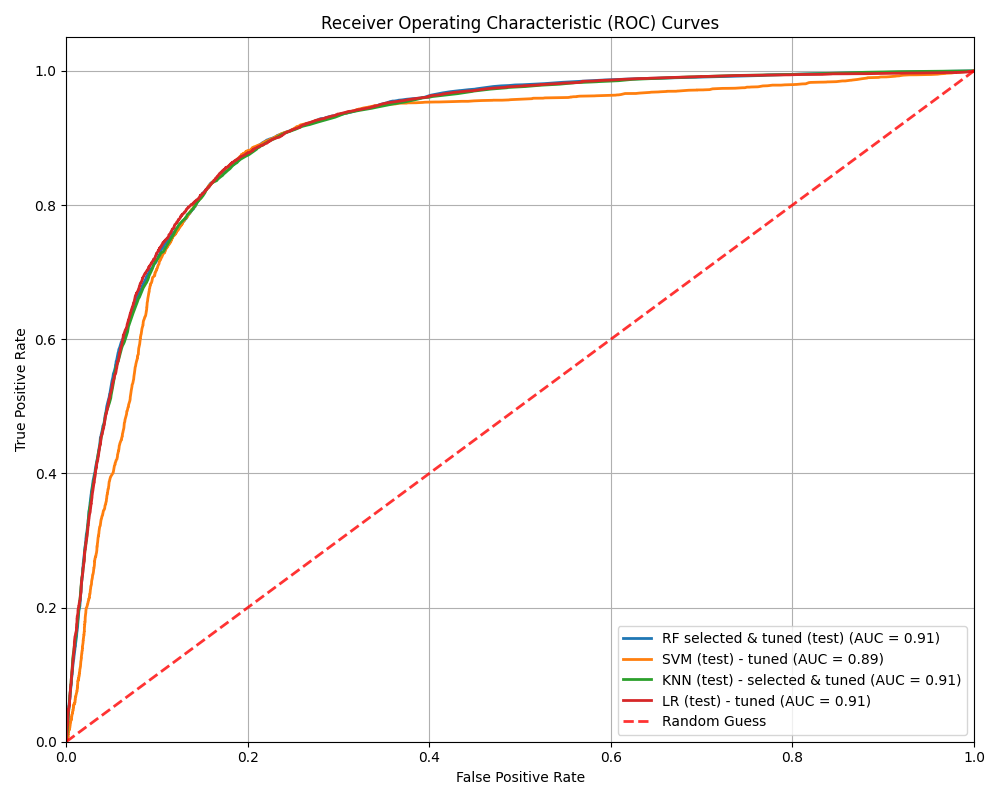 Receiver Operating Characteristic (ROC) Curves
True Positive Rate
1.0
0.8
0.6
0.4
0.2
0.0
RF selected & tuned (test) (AUC = 0.91)
SVM (test) - tuned (AUC = 0.89)
KNN (test) - selected & tuned (AUC = 0.91)
LR (test) - tuned (AUC = 0.91)
Random Guess
0.0 0.2 0.4 0.6 0.8 1.0
False Positive Rate